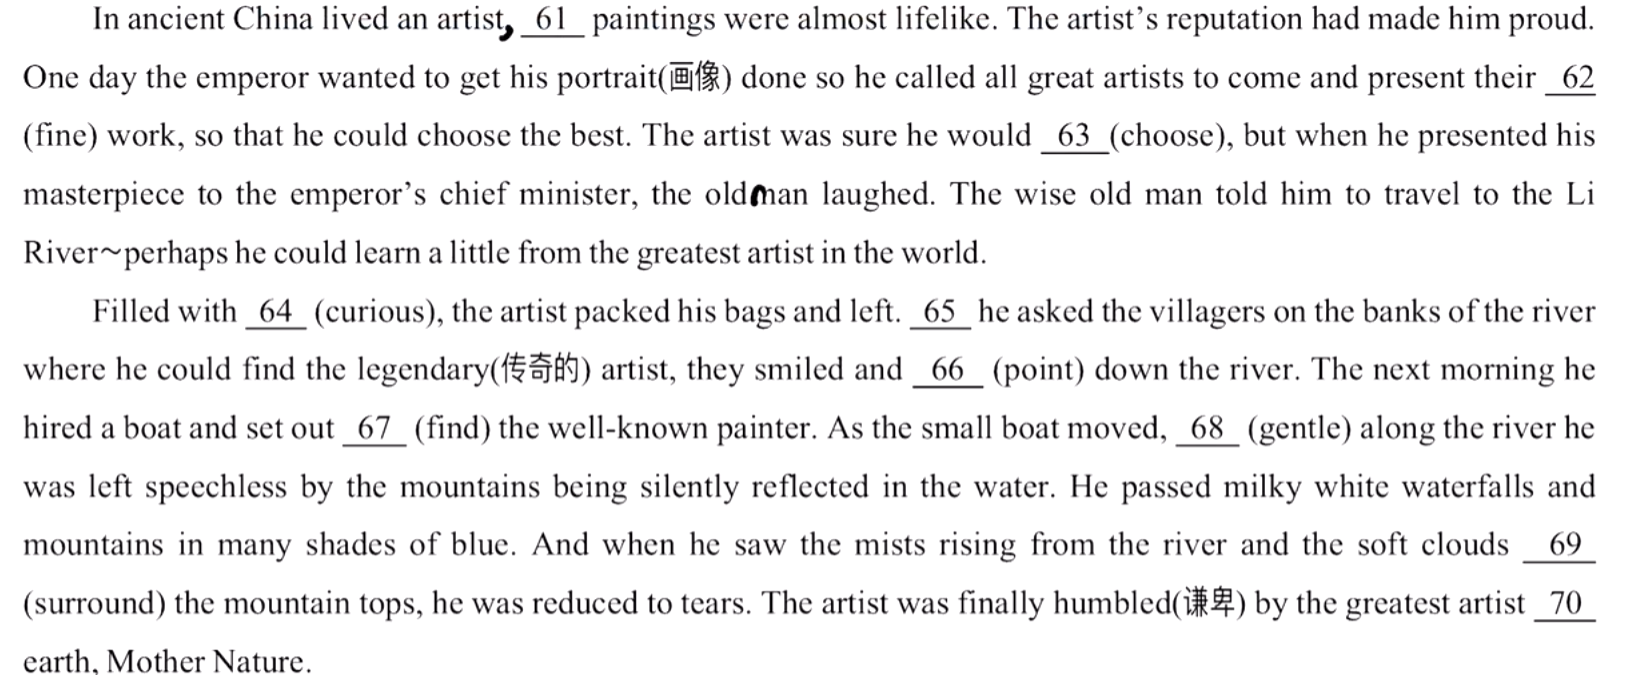 In ancient China lived an artist, 61 paintings were almost lifelike. The artist’s reputation had made him proud.
One day the emperor wanted to get his portrait(画像) done so he called all great artists to come and present their 62
(fine) work, so that he could choose the best. The artist was sure he would 63 (choose), but when he presented his
masterpiece to the emperor’s chief minister, the old man laughed. The wise old man told him to travel to the Li
River~perhaps he could learn a little from the greatest artist in the world.
Filled with 64 (curious), the artist packed his bags and left. 65 he asked the villagers on the banks of the river
where he could find the legendary(传奇的) artist, they smiled and 66 (point) down the river. The next morning he
hired a boat and set out 67 (find) the well-known painter. As the small boat moved, 68 (gentle) along the river he
was left speechless by the mountains being silently reflected in the water. He passed milky white waterfalls and
mountains in many shades of blue. And when he saw the mists rising from the river and the soft clouds 69
(surround) the mountain tops, he was reduced to tears. The artist was finally humbled(谦卑) by the greatest artist 70
earth, Mother Nature.